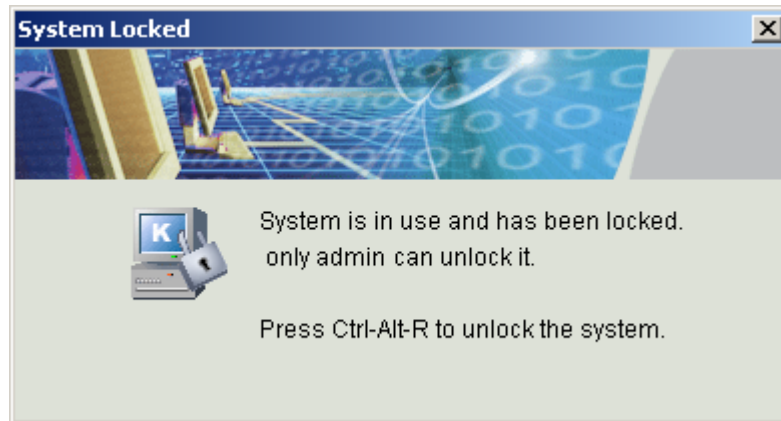 System Locked
System is in use and has been locked.
only admin can unlock it.
Press Ctrl-Alt-R to unlock the system.
K